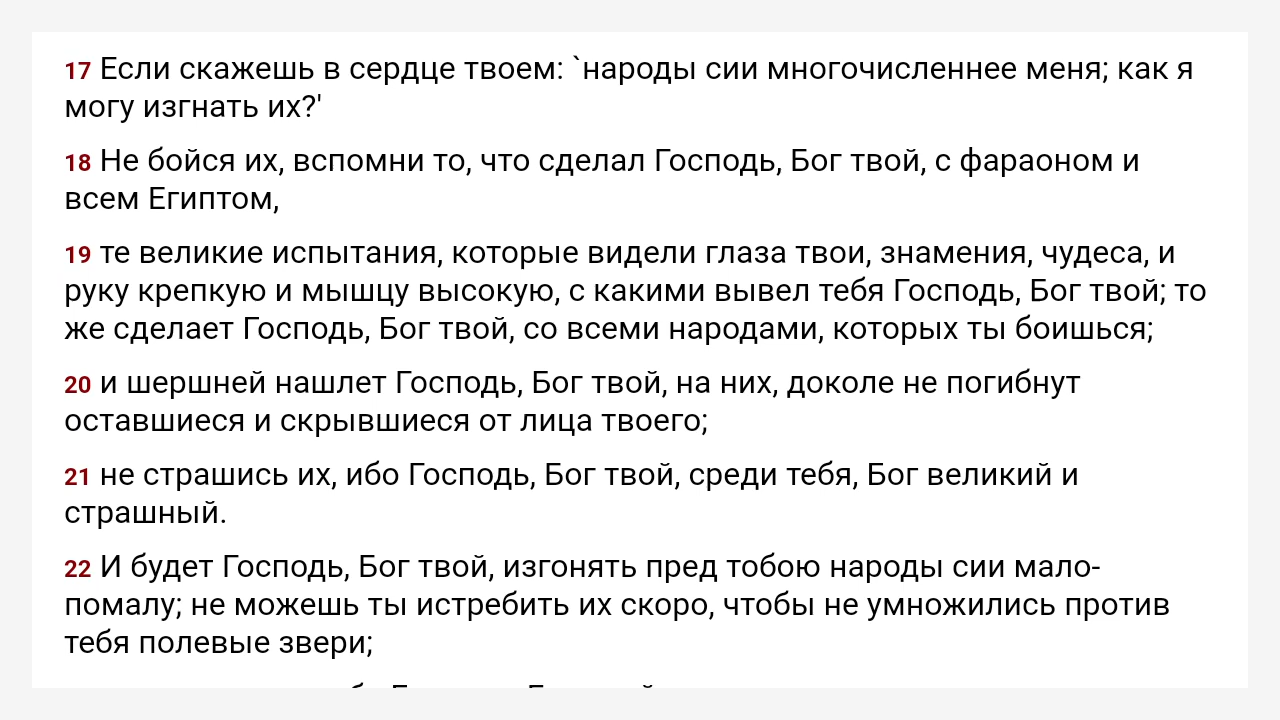 17 Если скажешь в сердце твоем: `народы сии многочисленнее меня; как я
могу изгнать их?'
18 Не бойся их, вспомни то, что сделал Господь, Бог твой, с фараоном и
всем Египтом,
19 те великие испытания, которые видели глаза твои, знамения, чудеса, и
руку крепкую и мышцу высокую, с какими вывел тебя Господь, Бог твой; то
же сделает Господь, Бог твой, со всеми народами, которых ты боишься;
20 и шершней нашлет Господь, Бог твой, на них, доколе не погибнут
оставшиеся и скрывшиеся от лица твоего;
21 не страшись их, ибо Господь, Бог твой, среди тебя, Бог великий и
страшный.
22 И будет Господь, Бог твой, изгонять пред тобою народы сии мало-
помалу; не можешь ты истребить их скоро, чтобы не умножились против
тебя полевые звери;